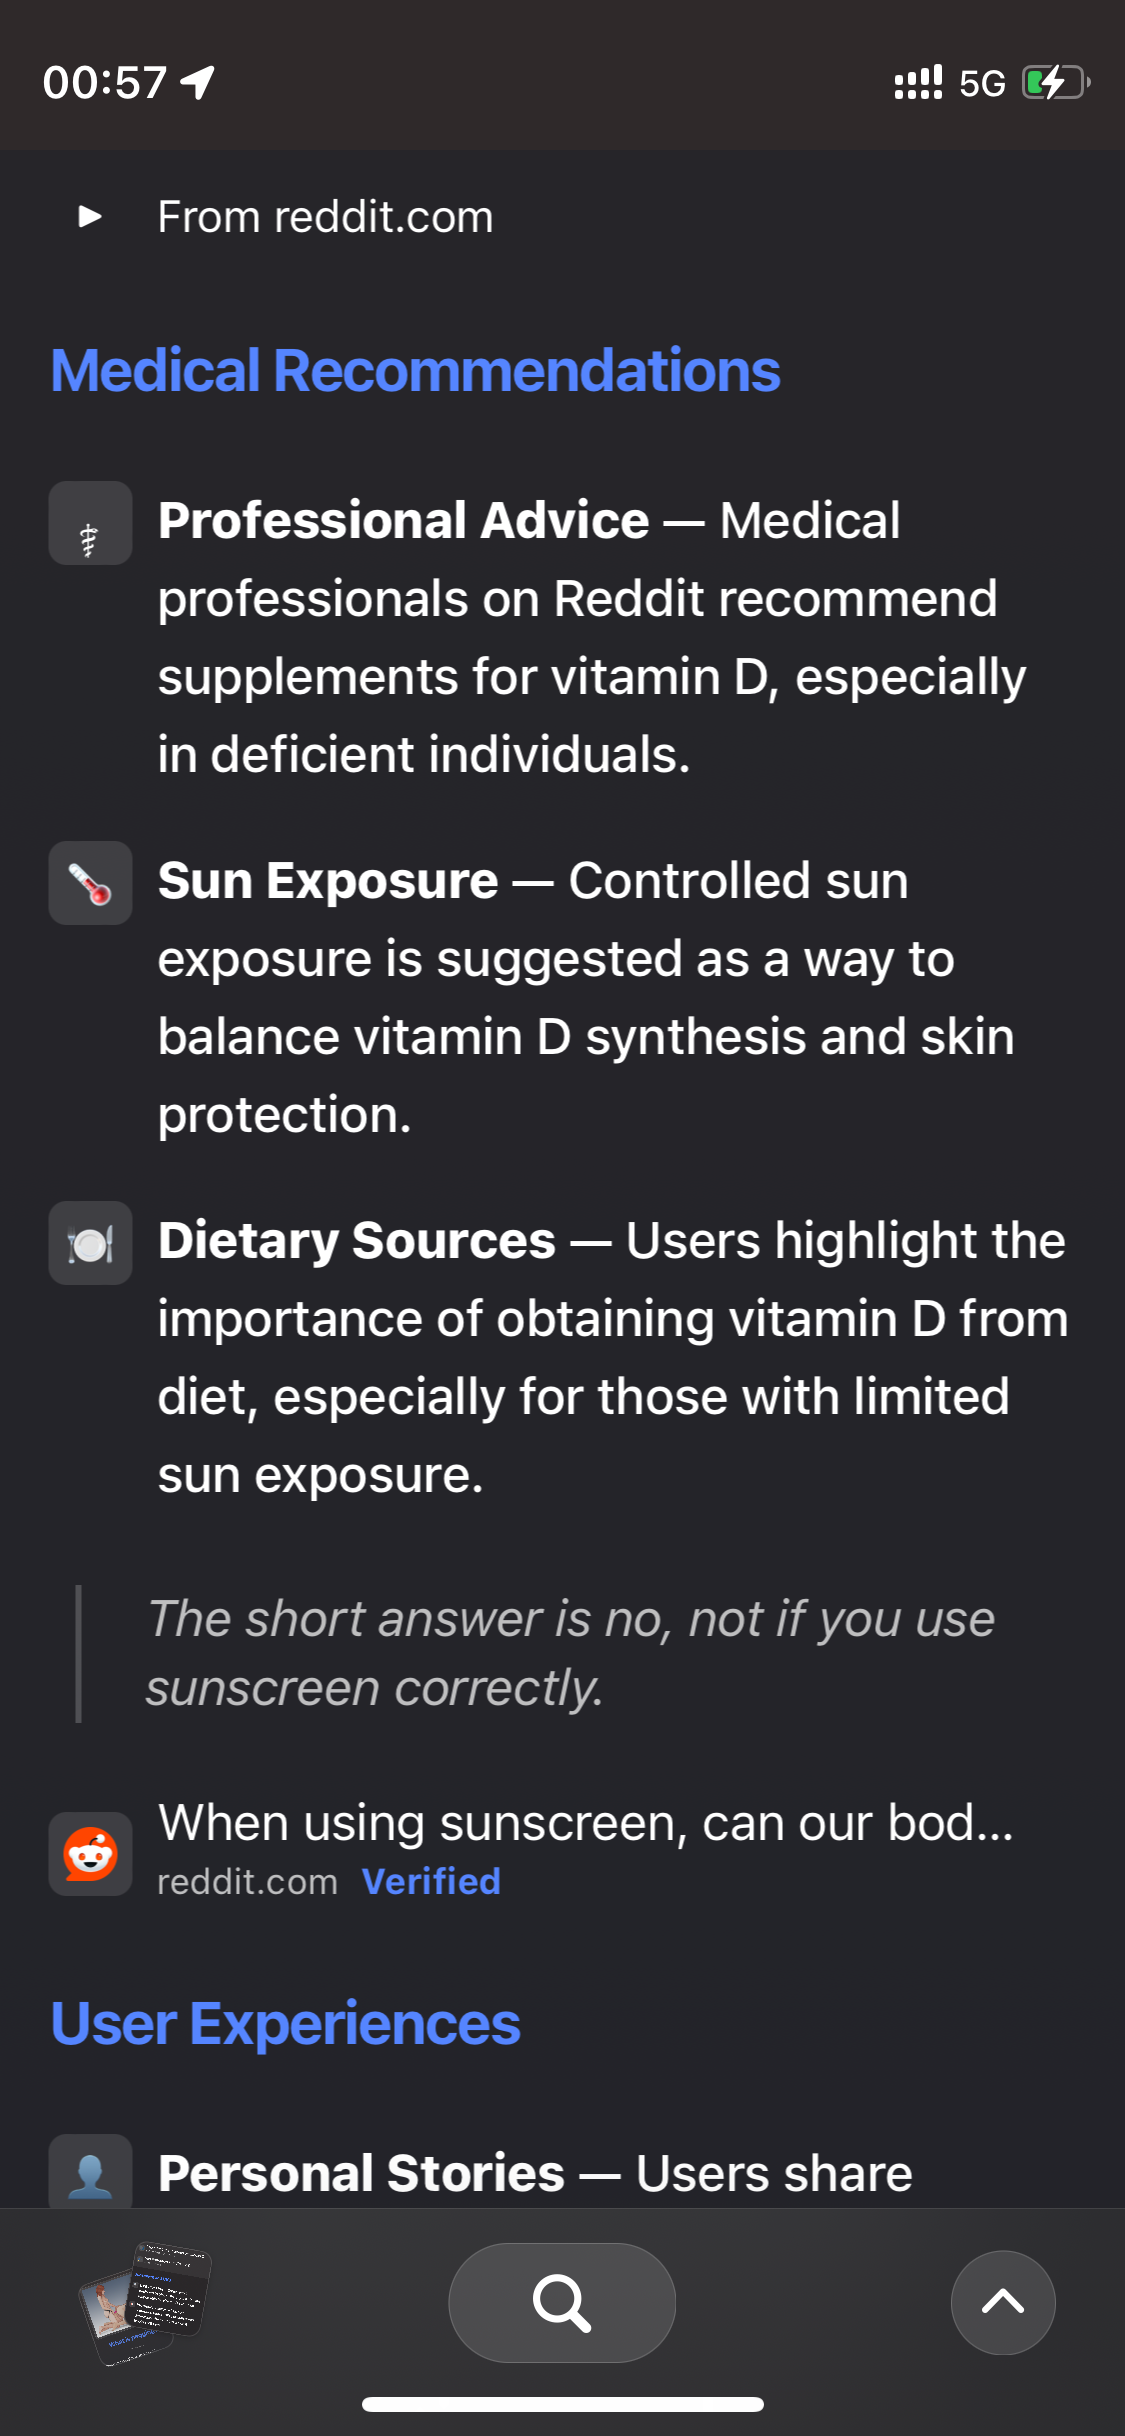 00:57
5G
From reddit.com
Medical Recommendations
Professional Advice — Medical
professionals on Reddit recommend
supplements for vitamin D, especially
in deficient individuals.
Sun Exposure — Controlled sun
exposure is suggested as a way to
balance vitamin D synthesis and skin
protection.
Dietary Sources — Users highlight the
importance of obtaining vitamin D from
diet, especially for those with limited
sun exposure.
The short answer is no, not if you use
sunscreen correctly.
When using sunscreen, can our bod...
reddit.com Verified
User Experiences
Personal Stories — Users share